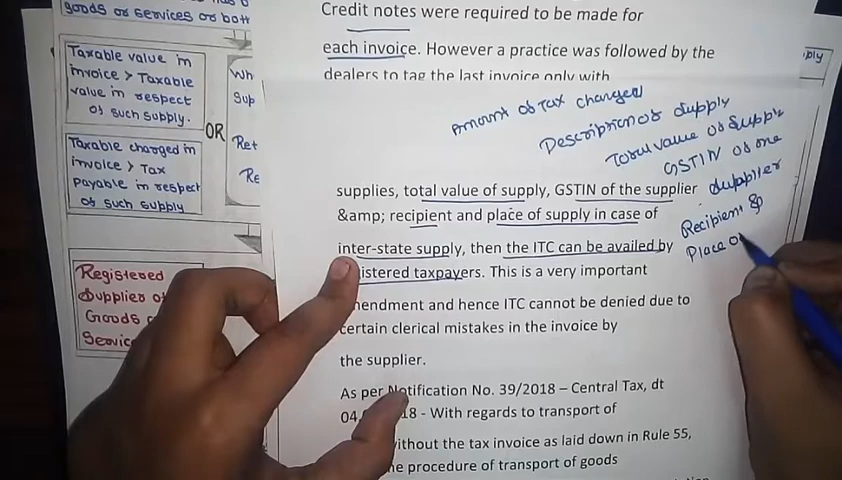 goods or services or both
Taxable value in
invoice > Taxable
value in respect
of such supply.
OR
Taxable charged in
invoice > Tax
payable in respect
of such supply
Wh
Sup
Ret
Re
Registered
Supplies of
Goods
Servic
Credit notes were required to be made for
each invoice. However a practice was followed by the
dealers to tag the last invoice only with
Amount of Tax changed
Description of supply
Total value of Supply
GSTIN of one
supplier
Recipient &
Place o
supplies, total value of supply, GSTIN of the supplier
&amp; recipient and place of supply in case of
inter-state supply, then the ITC can be availed by
istered taxpayers. This is a very important
mendment and hence ITC cannot be denied due to
certain clerical mistakes in the invoice by
the supplier.
As per Notification No. 39/2018 – Central Tax, dt
04. 18 - With regards to transport of
ithout the tax invoice as laid down in Rule 55,
he procedure of transport of goods
ply